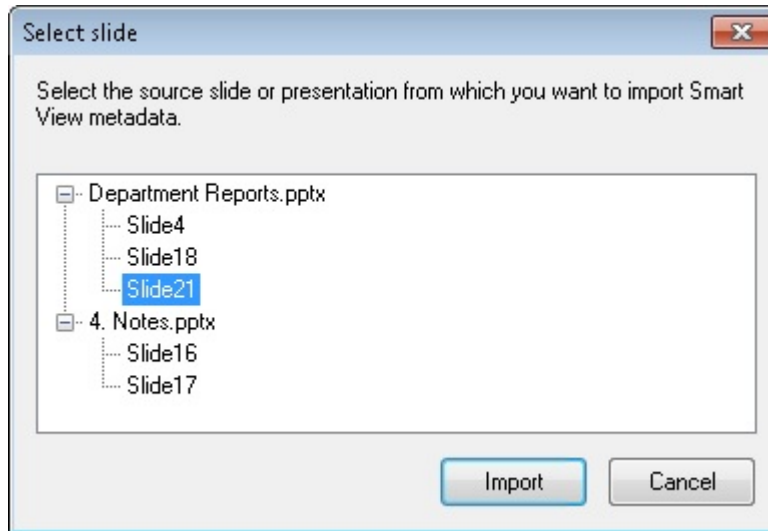 Select slide
Select the source slide or presentation from which you want to import Smart
View metadata.
Department Reports.pptx
Slide4
Slide18
Slide21
4. Notes.pptx
Slide16
Slide17
Import Cancel